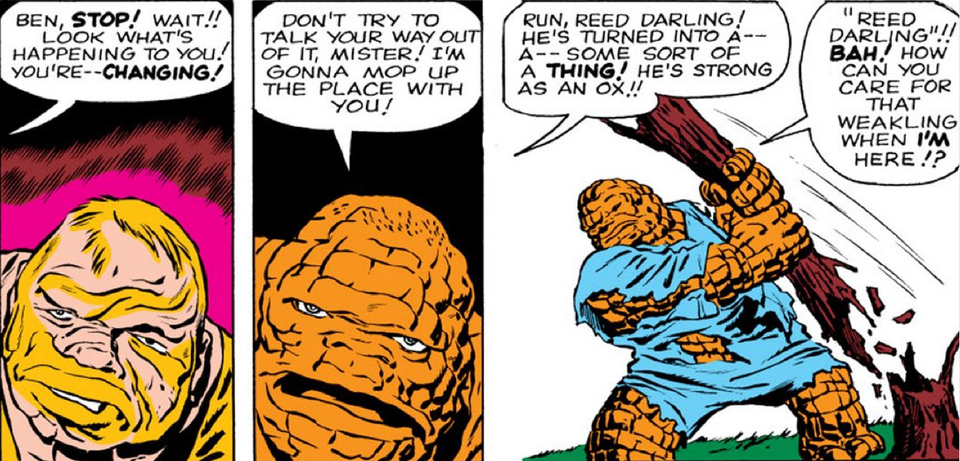 BEN, STOP! WAIT!!
LOOK WHAT'S
HAPPENING TO YOU!
YOU'RE--CHANGING!
DON'T TRY TO
TALK YOUR WAY OUT
OF IT, MISTER! I'M
GONNA MOP UP
THE PLACE WITH
YOU!
RUN, REED DARLING!
HE'S TURNED INTO A--
A--SOME SORT OF
A THING! HE'S STRONG
AS AN OX!!
"REED
DARLING"!!
BAH! HOW
CAN YOU
CARE FOR
THAT
WEAKLING
WHEN I'M
HERE!?